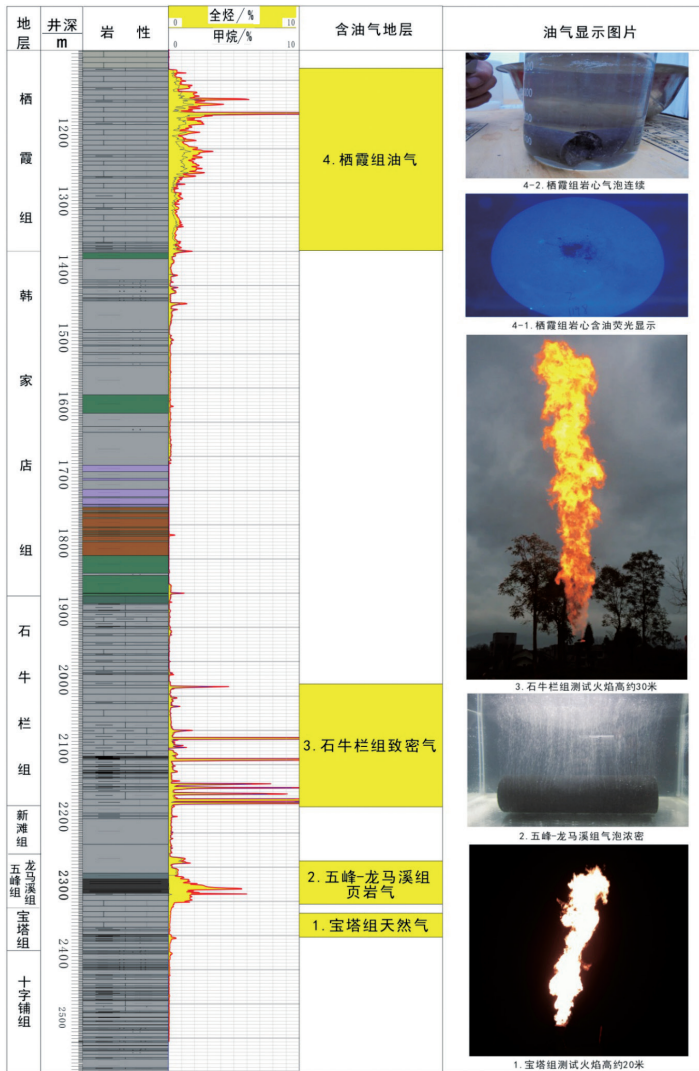 地层
井深
m
岩 性
全烃/%
0 10
甲烷/%
0 10
含油气地层
油气显示图片
栖霞组
韩家店组
石牛栏组
新滩组
龙马溪组
五峰组
宝塔组
十字铺组
1200
1300
1400
1500
1600
1700
1800
1900
2000
2100
2200
2300
2400
2500
4.栖霞组油气
3.石牛栏组致密气
2.五峰-龙马溪组
页岩气
1.宝塔组天然气
4-2.栖霞组岩心气泡连续
4-1.栖霞组岩心含油荧光显示
3.石牛栏组测试火焰高约30米
2.五峰-龙马溪组气泡浓密
1.宝塔组测试火焰高约20米